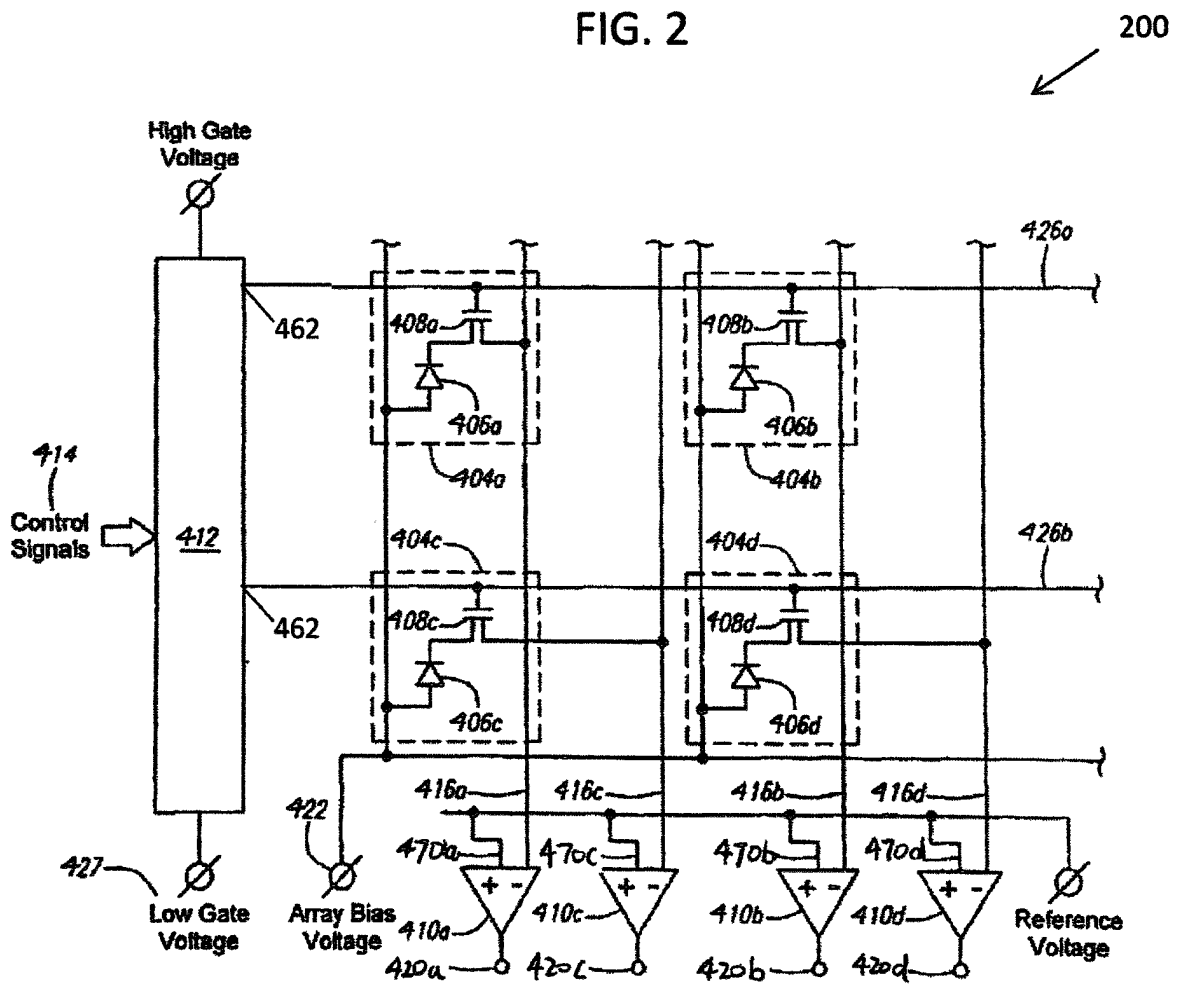 FIG. 2
200
High Gate
Voltage
426a
462
408a
408b
406a
406b
404a
404b
414
Control
Signals
412
404c
404d
426b
462
408c
408d
406c
406d
416a
416c
416b
416d
422
427
470a
470c
470b
470d
+ -
+ -
+ -
+ -
Low Gate
Voltage
Array Bias
Voltage
410a
410c
410b
410d
Reference
Voltage
420a
420c
420b
420d